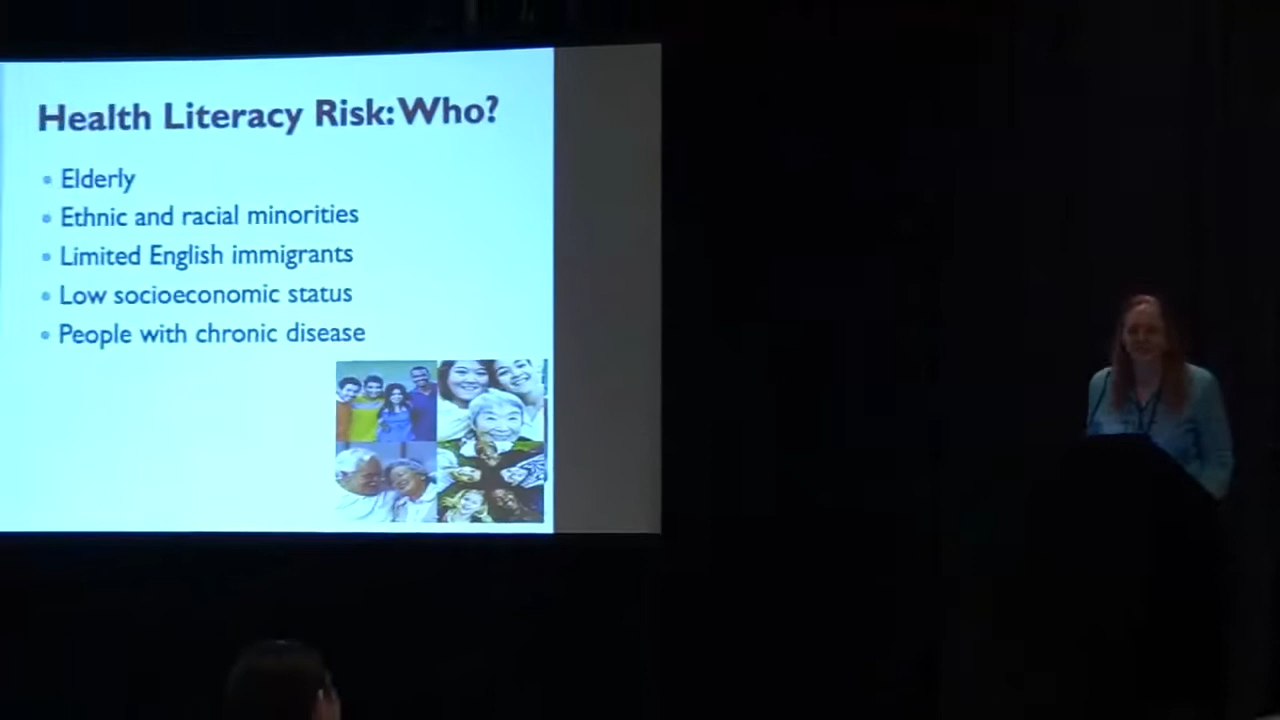 Health Literacy Risk: Who?
• Elderly
• Ethnic and racial minorities
• Limited English immigrants
• Low socioeconomic status
• People with chronic disease